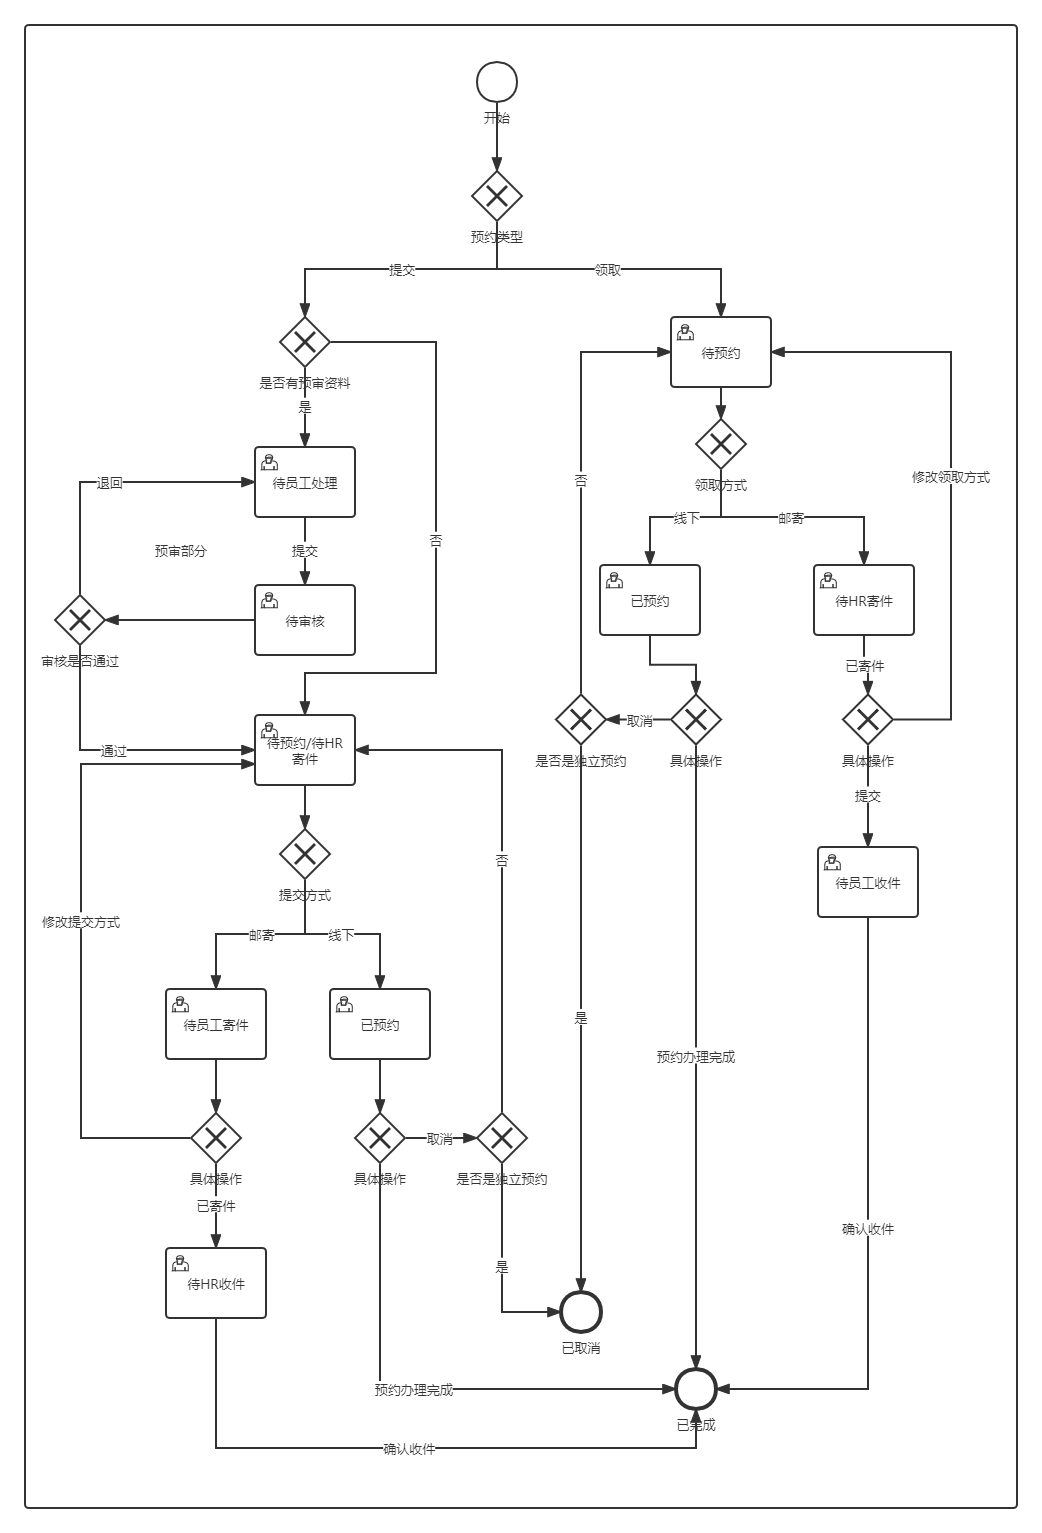 开始
预约类型
提交
领取
是否有预审资料
是
待预约
领取方式
修改领取方式
否
退回
待员工处理
线下
邮寄
预审部分
提交
否
待审核
已预约
待HR寄件
审核是否通过
已寄件
取消
通过
待预约/待HR
寄件
是否是独立预约
具体操作
具体操作
提交
否
待员工收件
提交方式
修改提交方式
邮寄
线下
待员工寄件
已预约
是
预约办理完成
取消
具体操作
具体操作
是否是独立预约
已寄件
确认收件
是
待HR收件
已取消
预约办理完成
已完成
确认收件